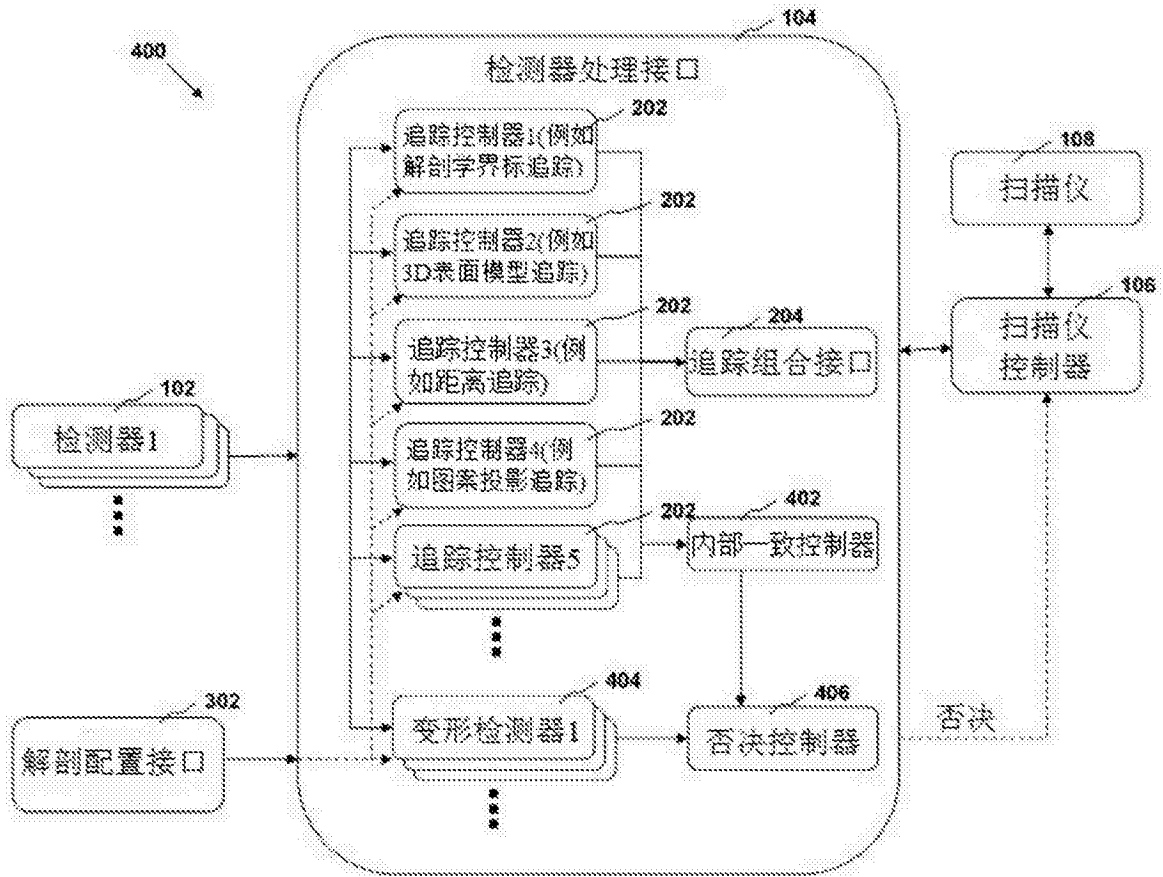 104
400
检测器处理接口
202
追踪控制器1(例如
解剖学界标追踪)
202
追踪控制器2(例如
3D表面模型追踪)
202
追踪控制器3(例
如距离追踪)
202
追踪控制器4(例
如图案投影追踪)
202
追踪控制器5
204
追踪组合接口
402
内部一致控制器
404
变形检测器1
406
否决控制器
102
检测器1
302
解剖配置接口
108
扫描仪
106
扫描仪
控制器
否决